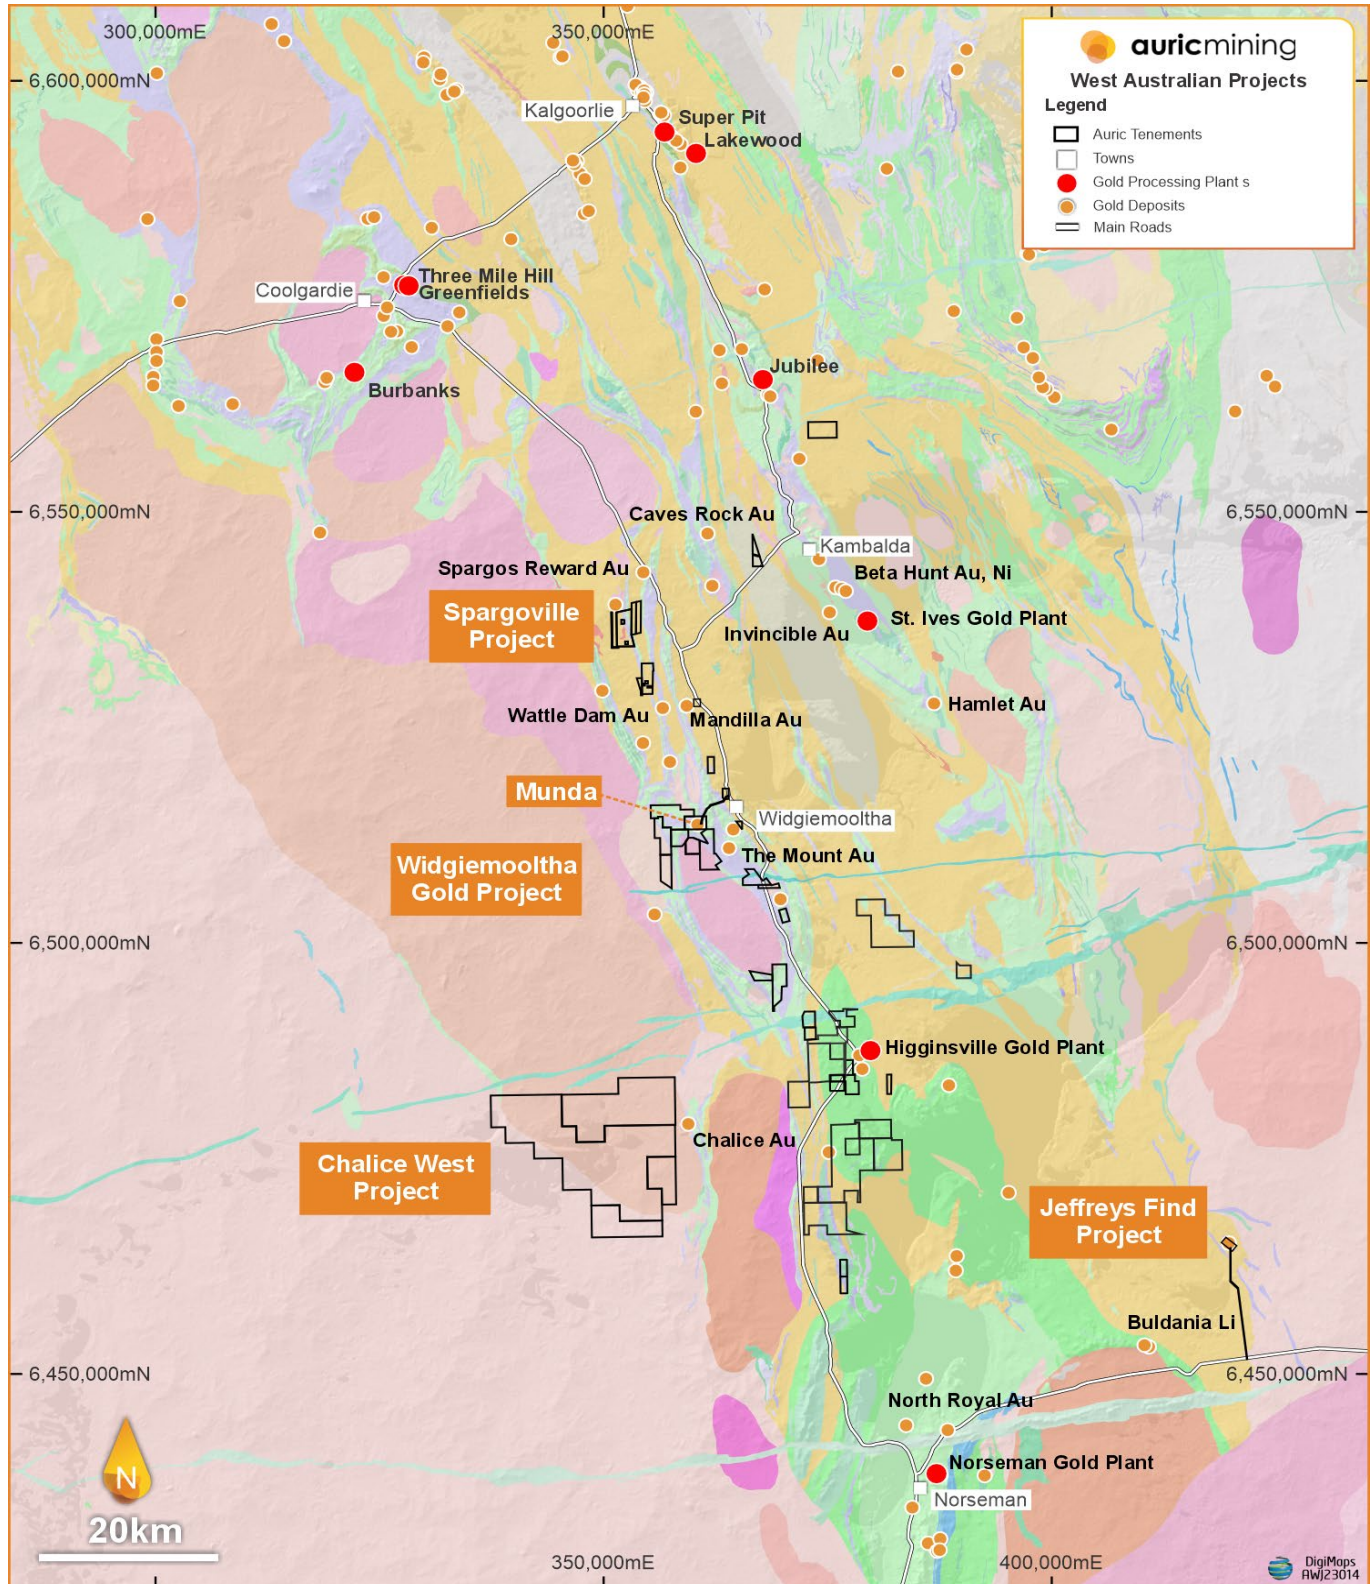 300,000mE
350,000mE
6,600,000mN
auricmining
West Australian Projects
Legend
Auric Tenements
Towns
Gold Processing Plant s
Gold Deposits
Main Roads
Kalgoorlie
Super Pit
Lakewood
Three Mile Hill
Greenfields
Coolgardie
Burbanks
Jubilee
6,550,000mN
6,550,000mN
Caves Rock Au
Kambalda
Spargos Reward Au
Beta Hunt Au, Ni
Spargoville
Project
St. Ives Gold Plant
Invincible Au
Wattle Dam Au
Mandilla Au
Hamlet Au
Munda
Widgiemooltha
The Mount Au
Widgiemooltha
Gold Project
6,500,000mN
6,500,000mN
Higginsville Gold Plant
Chalice Au
Chalice West
Project
Jeffreys Find
Project
Buldania Li
6,450,000mN
6,450,000mN
North Royal Au
Norseman Gold Plant
Norseman
N
20km
350,000mE
400,000mE
DigiMaps
AWJ23014